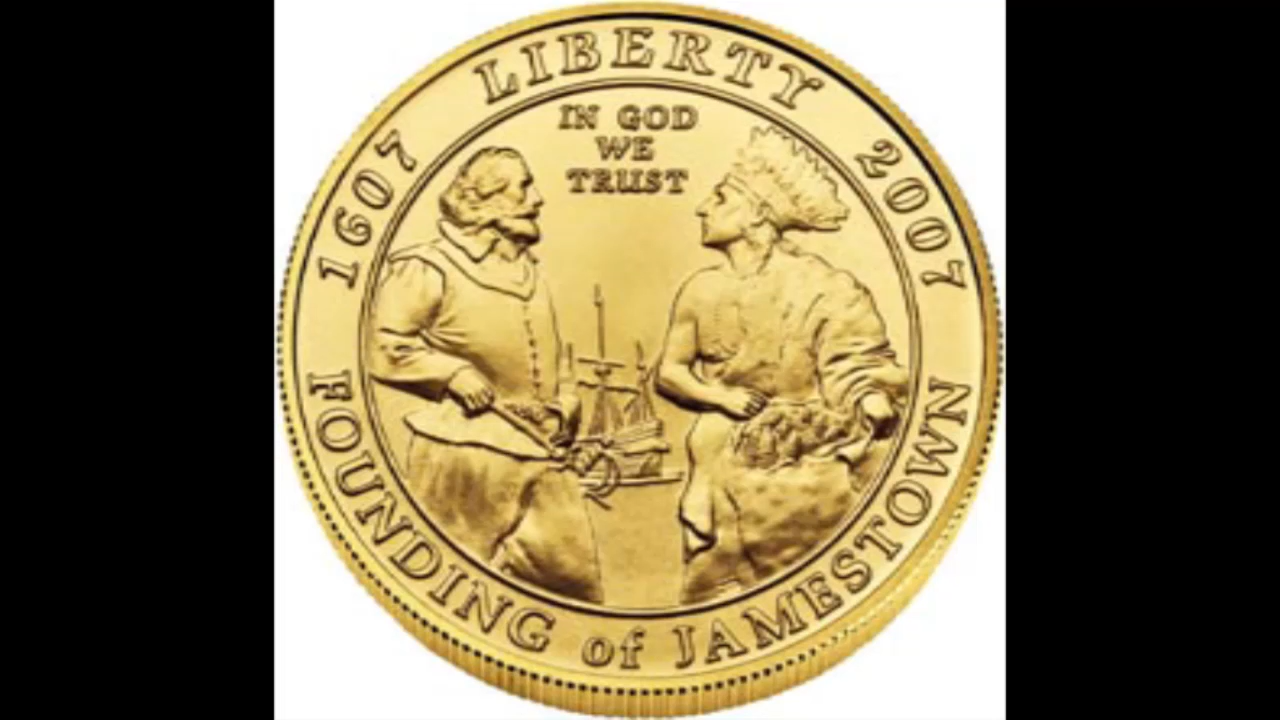 LIBERTY
IN GOD
WE
TRUST
1607
2007
FOUNDING of JAMESTOWN